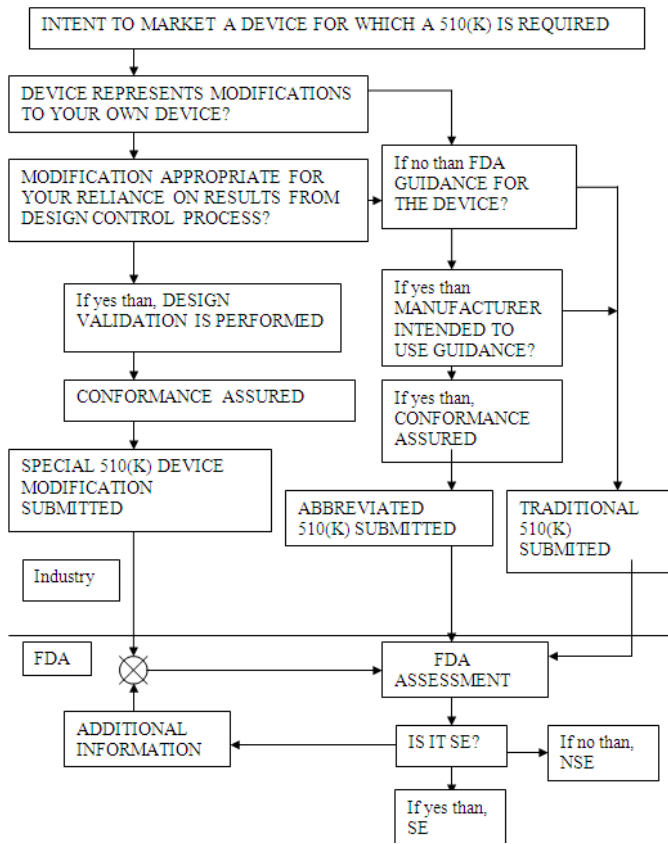 INTENT TO MARKET A DEVICE FOR WHICH A 510(K) IS REQUIRED
DEVICE REPRESENTS MODIFICATIONS
TO YOUR OWN DEVICE?
MODIFICATION APPROPRIATE FOR
YOUR RELIANCE ON RESULTS FROM
DESIGN CONTROL PROCESS?
If no than FDA
GUIDANCE FOR
THE DEVICE?
If yes than, DESIGN
VALIDATION IS PERFORMED
If yes than
MANUFACTURER
INTENDED TO
USE GUIDANCE?
CONFORMANCE ASSURED
If yes than,
CONFORMANCE
ASSURED
SPECIAL 510(K) DEVICE
MODIFICATION
SUBMITTED
ABBREVIATED
510(K) SUBMITTED
TRADITIONAL
510(K)
SUBMITED
Industry
FDA
FDA
ASSESSMENT
ADDITIONAL
INFORMATION
IS IT SE?
If no than,
NSE
If yes than,
SE